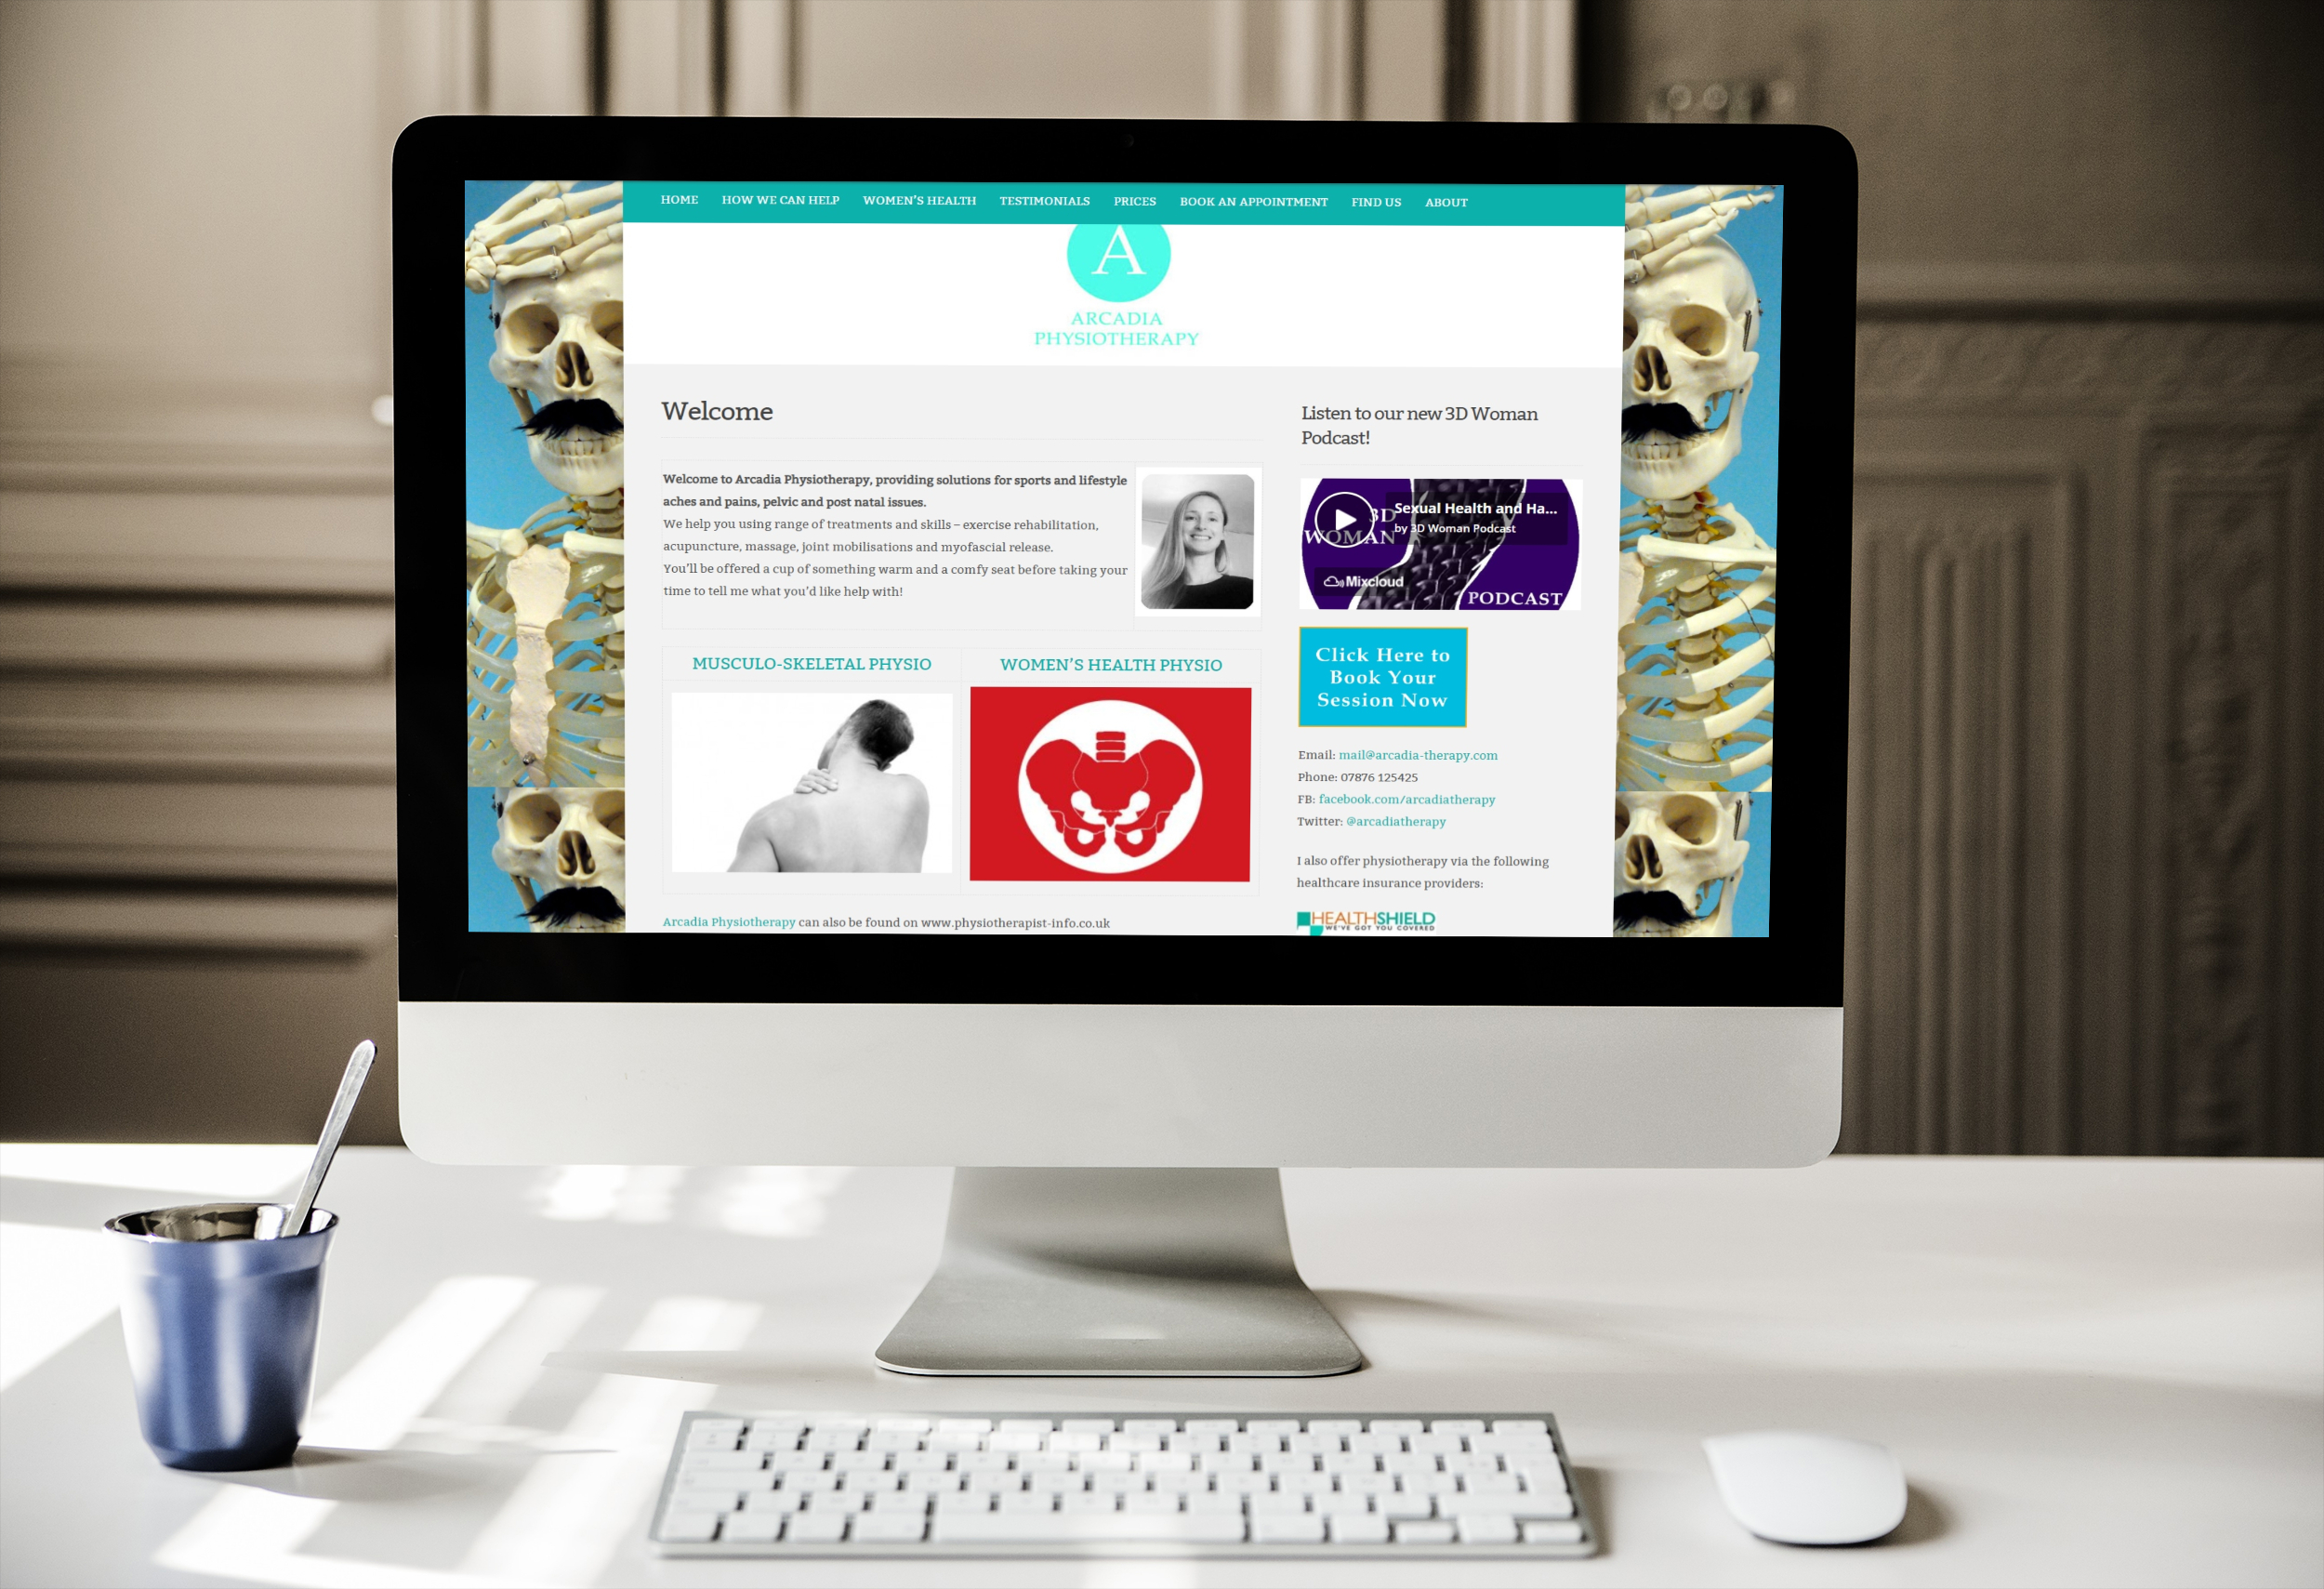 HOME HOW WE CAN HELP WOMEN'S HEALTH TESTIMONIALS PRICES BOOK AN APPOINTMENT FIND US ABOUT
A
ARCADIA
PHYSIOTHERAPY
Welcome
Welcome to Arcadia Physiotherapy, providing solutions for sports and lifestyle
aches and pains, pelvic and post natal issues.
We help you using range of treatments and skills – exercise rehabilitation,
acupuncture, massage, joint mobilisations and myofascial release.
You'll be offered a cup of something warm and a comfy seat before taking your
time to tell me what you'd like help with!
MUSCULO-SKELETAL PHYSIO
WOMEN'S HEALTH PHYSIO
Arcadia Physiotherapy can also be found on www.physiotherapist-info.co.uk
Listen to our new 3D Woman
Podcast!
Sexual Health and Ha...
by 3D Woman Podcast
3D
WOMAN
Mixcloud
PODCAST
Click Here to
Book Your
Session Now
Email: mail@arcadia-therapy.com
Phone: 07876 125425
FB: facebook.com/arcadiatherapy
Twitter: @arcadiatherapy
I also offer physiotherapy via the following
healthcare insurance providers:
HEALTHSHIELD
WE'VE GOT YOU COVERED